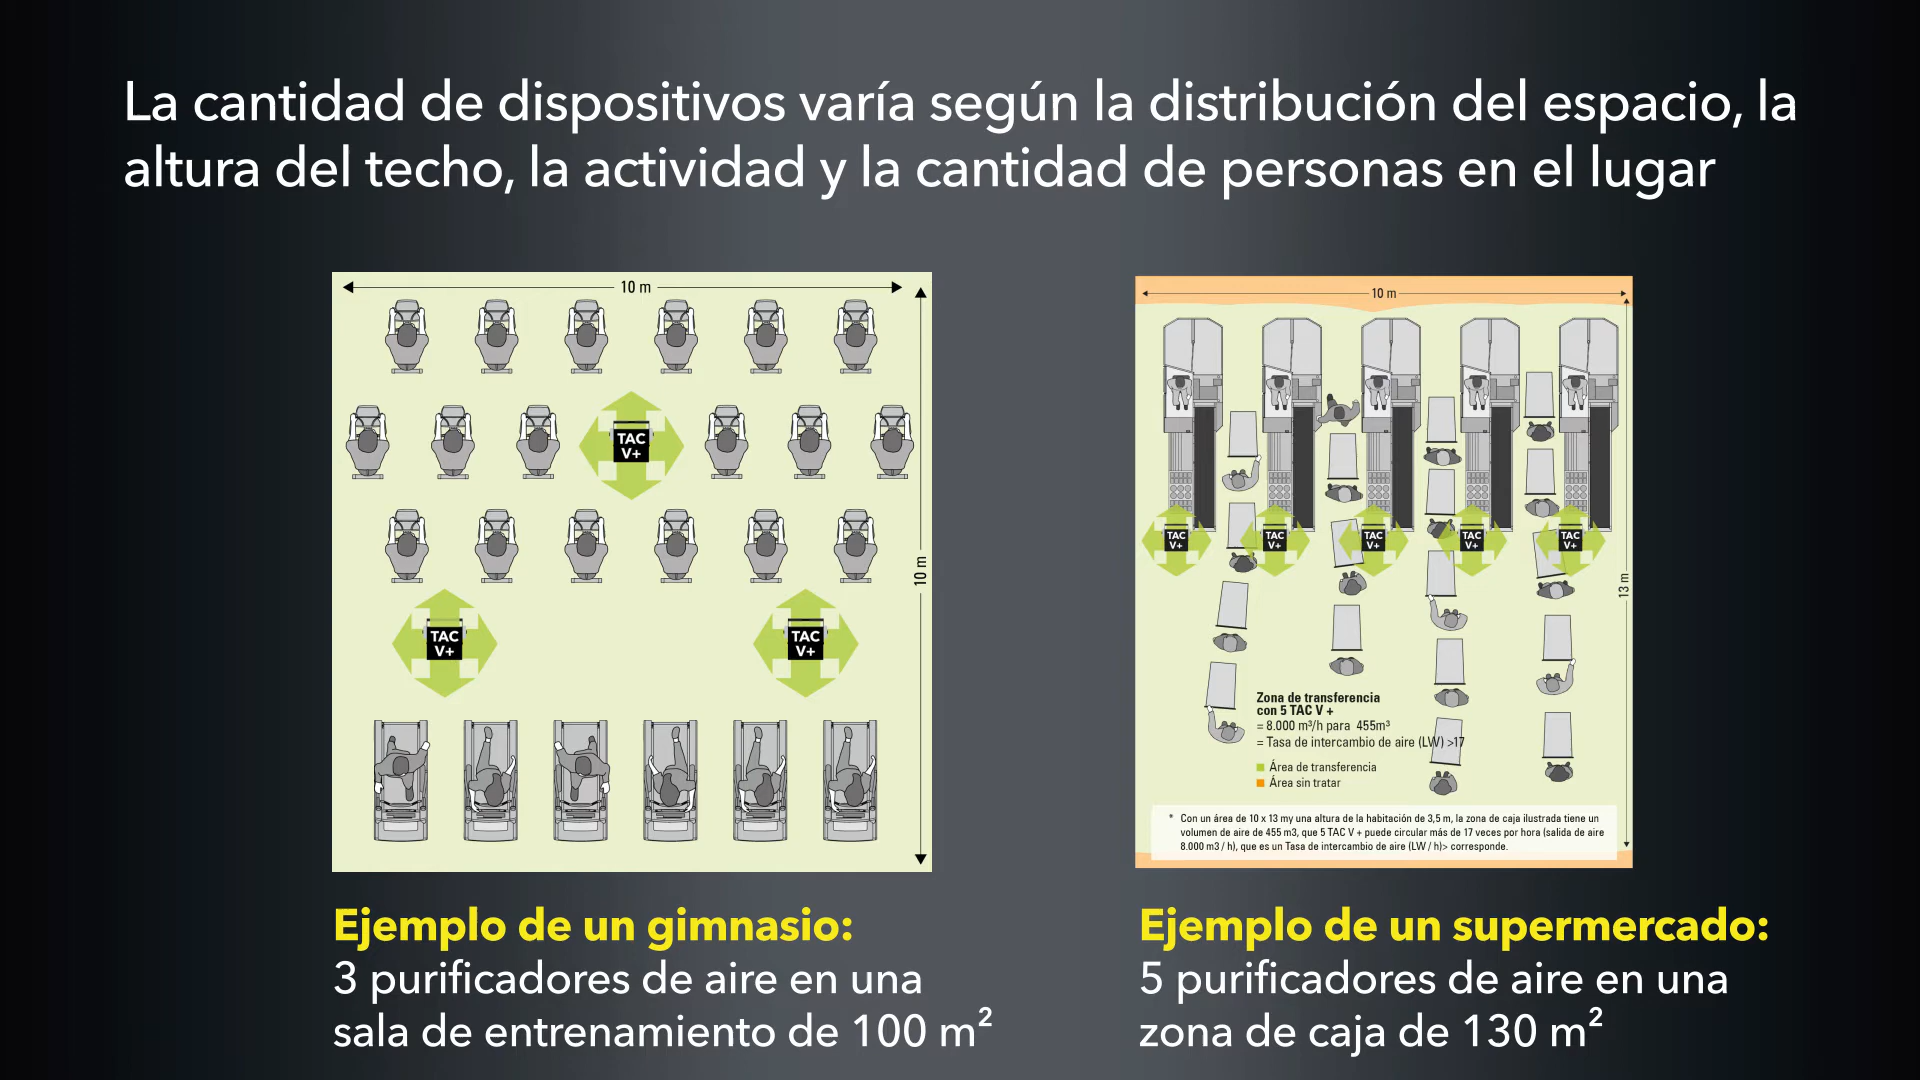 La cantidad de dispositivos varía según la distribución del espacio, la
altura del techo, la actividad y la cantidad de personas en el lugar
10 m
TAC
V+
10 m
TAC
V+
TAC
V+
10 m
TAC
V+
TAC
V+
TAC
V+
TAC
V+
TAC
V+
13 m
Zona de transferencia
con 5 TAC V +
= 8.000 m³/h para 455m³
= Tasa de intercambio de aire (LW) >17
Área de transferencia
Área sin tratar
* Con un área de 10 x 13 my una altura de la habitación de 3,5 m, la zona de caja ilustrada tiene un
volumen de aire de 455 m3, que 5 TAC V + puede circular más de 17 veces por hora (salida de aire
8.000 m3 / h), que es un Tasa de intercambio de aire (LW / h)> corresponde.
Ejemplo de un gimnasio:
3 purificadores de aire en una
sala de entrenamiento de 100 m²
Ejemplo de un supermercado:
5 purificadores de aire en una
zona de caja de 130 m²